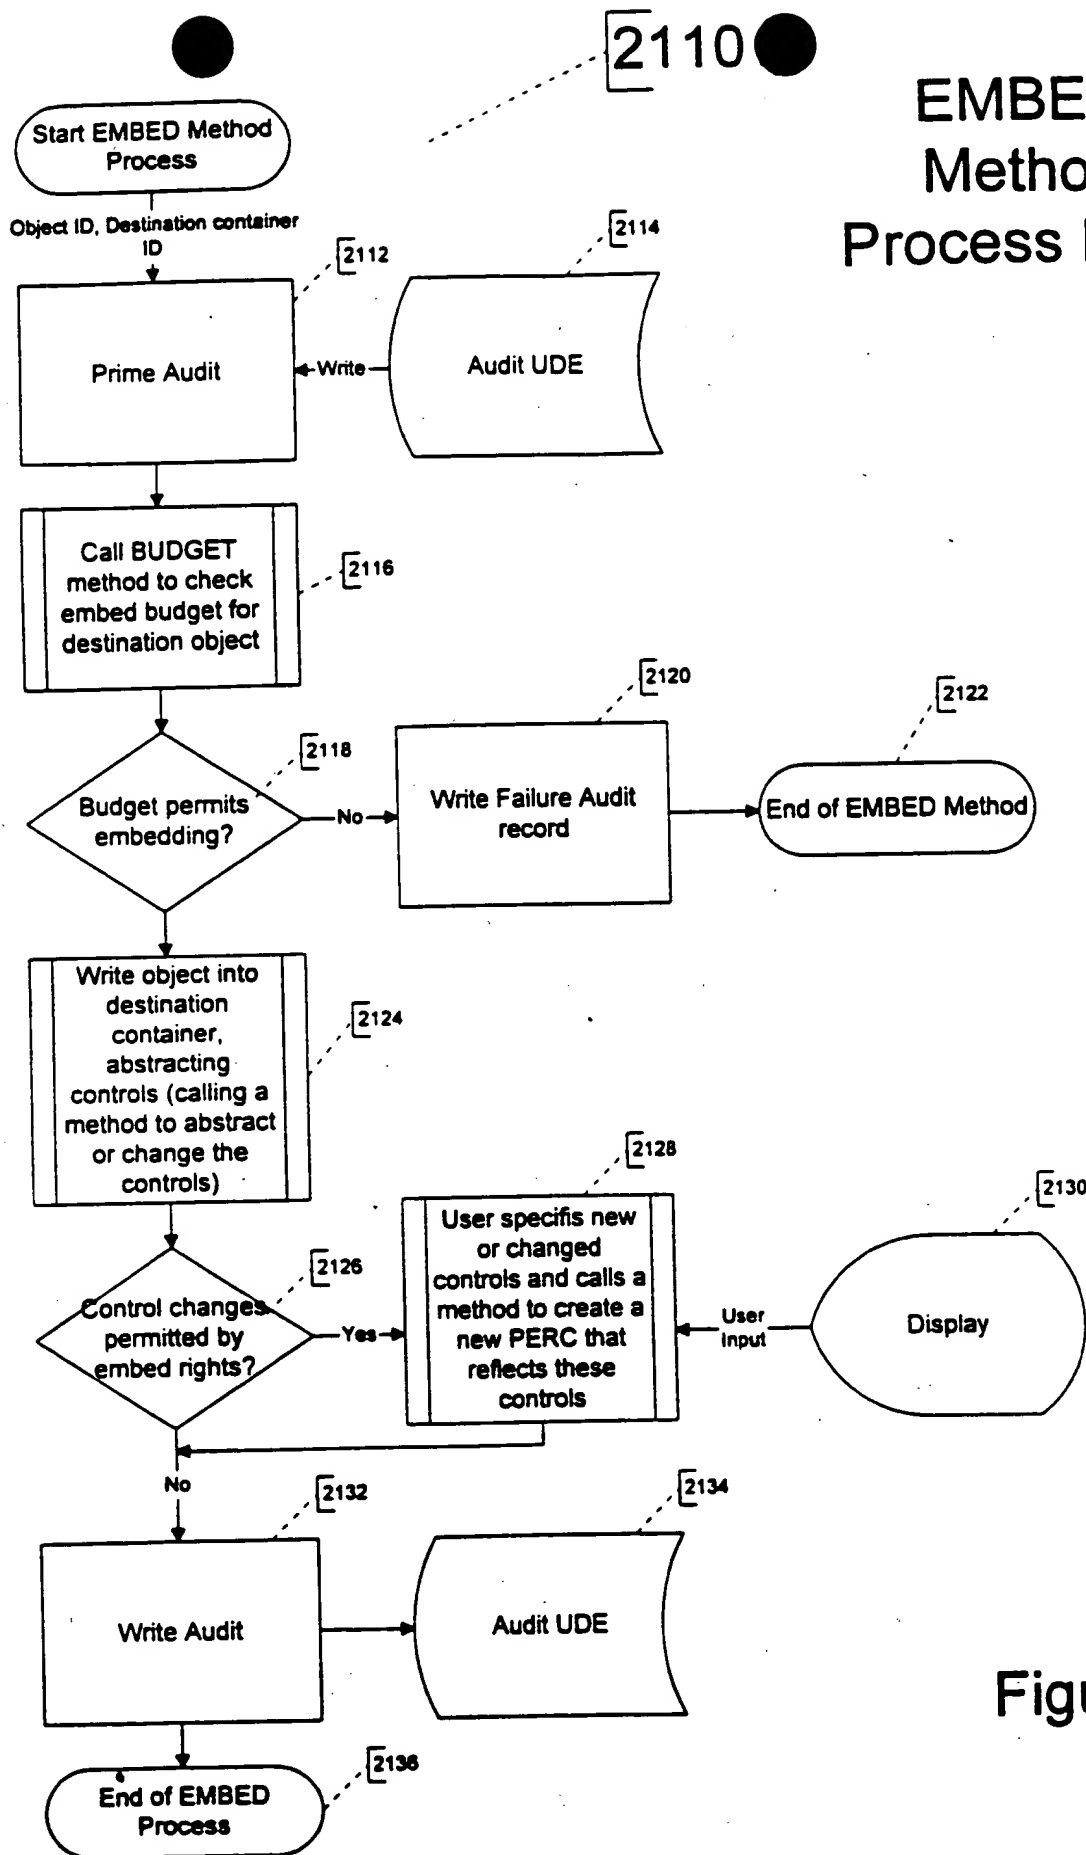 2110
EMBE
Metho
Process
Start EMBED Method
Process
Object ID, Destination container
ID
2112
2114
Prime Audit
Write
Audit UDE
Call BUDGET
method to check
embed budget for
destination object
2116
2118
2120
2122
Budget permits
embedding?
No
Write Failure Audit
record
End of EMBED Method
Write object into
destination
container,
abstracting
controls (calling a
method to abstract
or change the
controls)
2124
2126
2128
2130
Control changes
permitted by
embed rights?
Yes
User specifis new
or changed
controls and calls a
method to create a
new PERC that
reflects these
controls
User
Input
Display
No
2132
2134
Write Audit
Audit UDE
Figu
2136
End of EMBED
Process